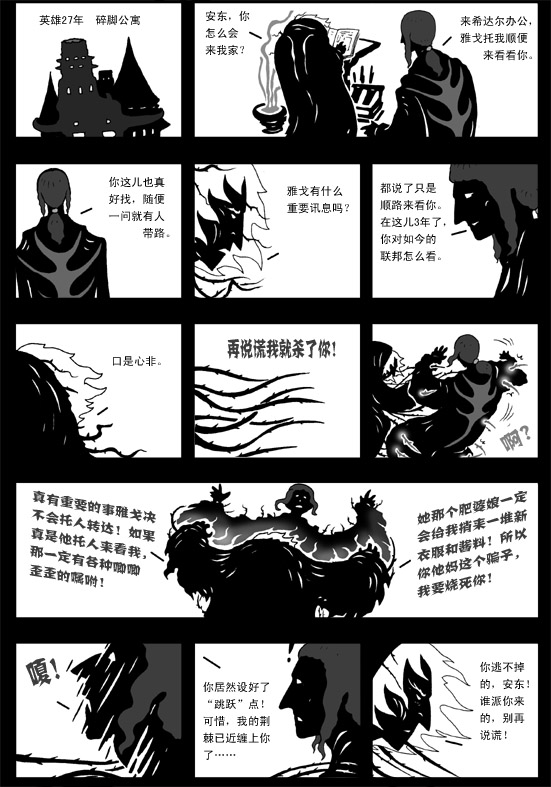 英雄27年　碎脚公寓
安东，你
怎么会
来我家？
来希达尔办公，
雅戈托我顺便
来看看你。
你这儿也真
好找，随便
一问就有人
带路。
雅戈有什么
重要讯息吗？
都说了只是
顺路来看你。
在这儿3年了，
你对如今的
联邦怎么看。
口是心非。
再说谎我就杀了你！
啊？
真有重要的事雅戈决
不会托人转达！如果
真是他托人来看我，
那一定有各种唧唧
歪歪的嘱咐！
她那个肥婆娘一定
会给我捎来一堆新
衣服和酱料！所以
你他妈这个骗子，
我要烧死你！
嘎！
你居然设好了
“跳跃”点！
可惜，我的荆
棘已近缠上你
了……
你逃不掉
的，安东！
谁派你来
的，别再
说谎！